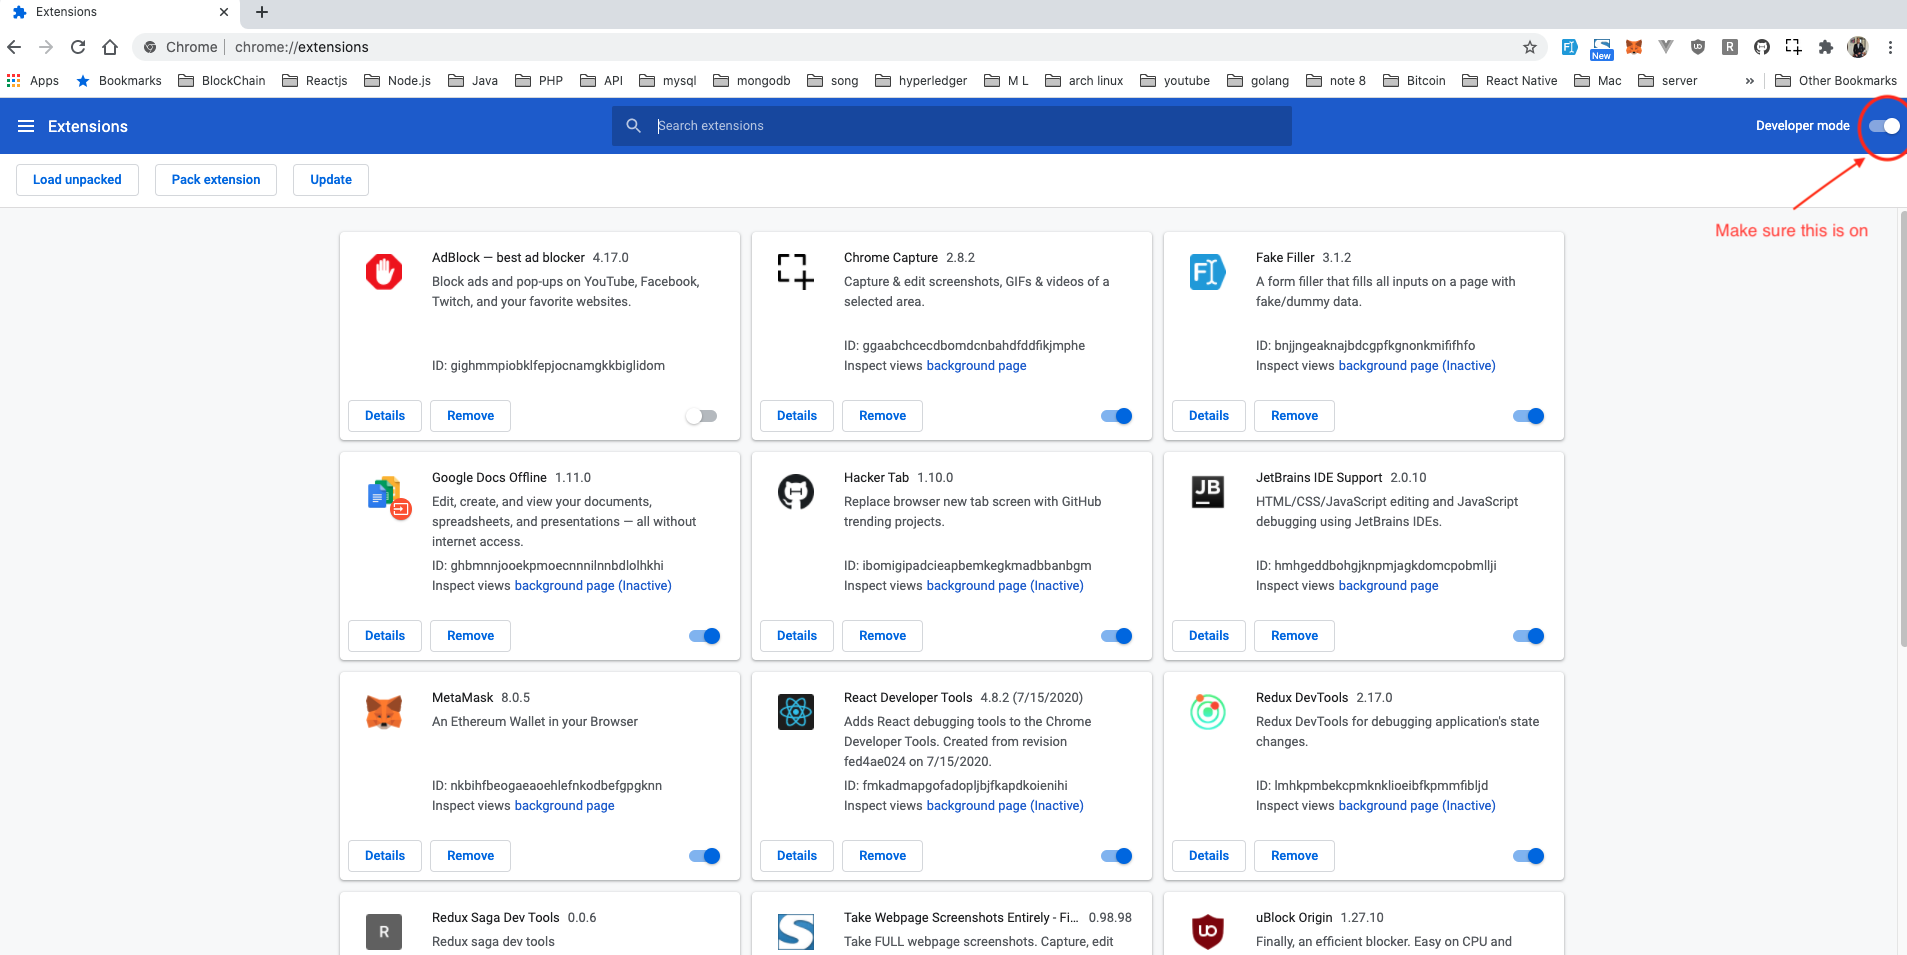 Extensions
Chrome
chrome://extensions
New
Apps
Bookmarks
BlockChain
Reactjs
Node.js
Java
PHP
API
mysql
mongodb
song
hyperledger
M L
arch linux
youtube
golang
note 8
Bitcoin
React Native
Mac
server
»
Other Bookmarks
Extensions
Search extensions
Developer mode
Load unpacked
Pack extension
Update
Make sure this is on
AdBlock — best ad blocker 4.17.0
Block ads and pop-ups on YouTube, Facebook,
Twitch, and your favorite websites.
ID: gighmmpiobklfepjocnamgkkbiglidom
Details
Remove
Chrome Capture 2.8.2
Capture & edit screenshots, GIFs & videos of a
selected area.
ID: ggaabchcecdbomdcnbahdfddfikjmphe
Inspect views background page
Details
Remove
Fake Filler 3.1.2
A form filler that fills all inputs on a page with
fake/dummy data.
ID: bnjjngeaknajbdcgpfkgnonkmififhfo
Inspect views background page (Inactive)
Details
Remove
Google Docs Offline 1.11.0
Edit, create, and view your documents,
spreadsheets, and presentations — all without
internet access.
ID: ghbmnnjooekpmoecnnnilnnbdlolhkhi
Inspect views background page (Inactive)
Details
Remove
Hacker Tab 1.10.0
Replace browser new tab screen with GitHub
trending projects.
ID: ibomigipadcieapbemkegkmadbbanbgm
Inspect views background page (Inactive)
Details
Remove
JB
JetBrains IDE Support 2.0.10
HTML/CSS/JavaScript editing and JavaScript
debugging using JetBrains IDEs.
ID: hmhgeddbohgjknpmjagkdomcpobmllji
Inspect views background page
Details
Remove
MetaMask 8.0.5
An Ethereum Wallet in your Browser
ID: nkbihfbeogaeaoehlefnkodbefgpgknn
Inspect views background page
Details
Remove
React Developer Tools 4.8.2 (7/15/2020)
Adds React debugging tools to the Chrome
Developer Tools. Created from revision
fed4ae024 on 7/15/2020.
ID: fmkadmapgofadopljbjfkapdkoienihi
Inspect views background page (Inactive)
Details
Remove
Redux DevTools 2.17.0
Redux DevTools for debugging application's state
changes.
ID: lmhkpmbekcpmknklioeibfkpmmfibljd
Inspect views background page (Inactive)
Details
Remove
R
Redux Saga Dev Tools 0.0.6
Redux saga dev tools
Take Webpage Screenshots Entirely - Fi... 0.98.98
Take FULL webpage screenshots. Capture, edit
uBlock Origin 1.27.10
Finally, an efficient blocker. Easy on CPU and